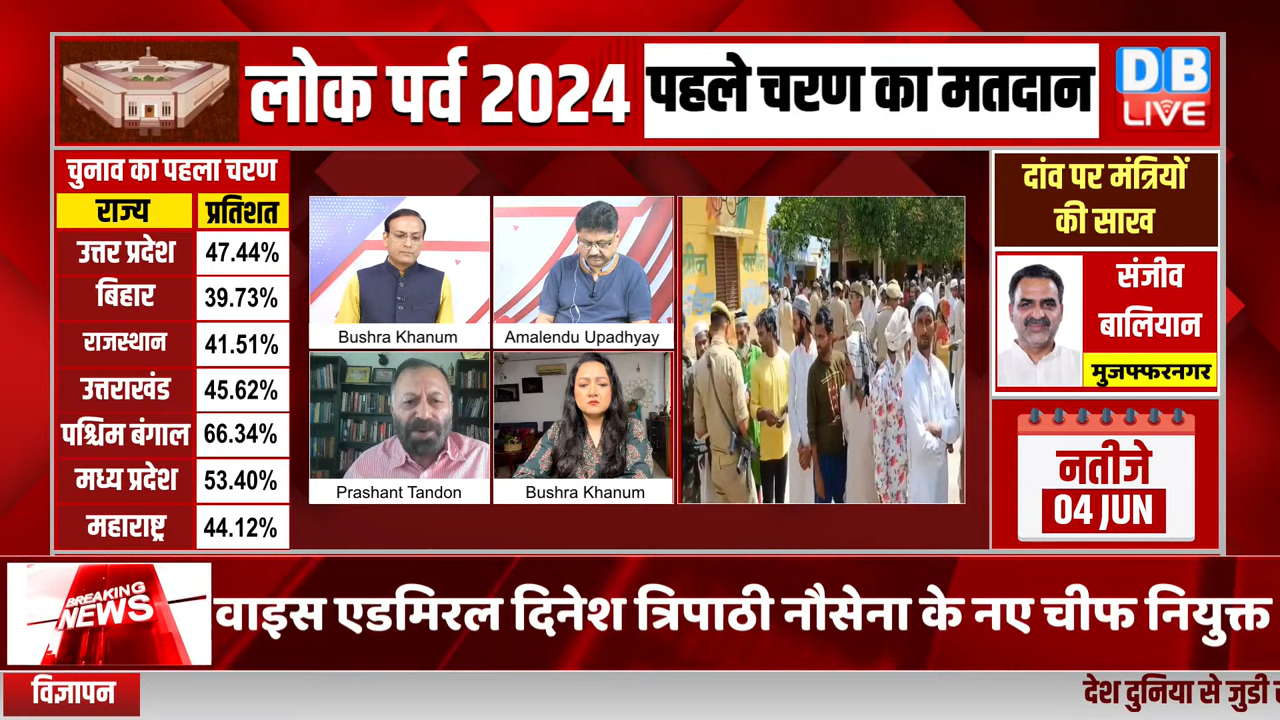 लोक पर्व 2024
पहले चरण का मतदान
DB
LIVE
चुनाव का पहला चरण
राज्य प्रतिशत
उत्तर प्रदेश 47.44%
बिहार 39.73%
राजस्थान 41.51%
उत्तराखंड 45.62%
पश्चिम बंगाल 66.34%
मध्य प्रदेश 53.40%
महाराष्ट्र 44.12%
Bushra Khanum
Amalendu Upadhyay
Prashant Tandon
Bushra Khanum
दांव पर मंत्रियों
की साख
संजीव
बालियान
मुजफ्फरनगर
नतीजे
04 JUN
BREAKING
NEWS
वाइस एडमिरल दिनेश त्रिपाठी नौसेना के नए चीफ नियुक्त
विज्ञापन
देश दुनिया से जुडी